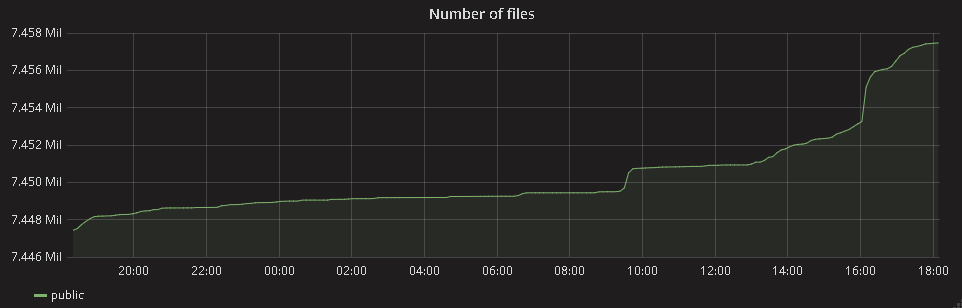 Number of files
7.458 Mil
7.456 Mil
7.454 Mil
7.452 Mil
7.450 Mil
7.448 Mil
7.446 Mil
20:00 22:00 00:00 02:00 04:00 06:00 08:00 10:00 12:00 14:00 16:00 18:00
public